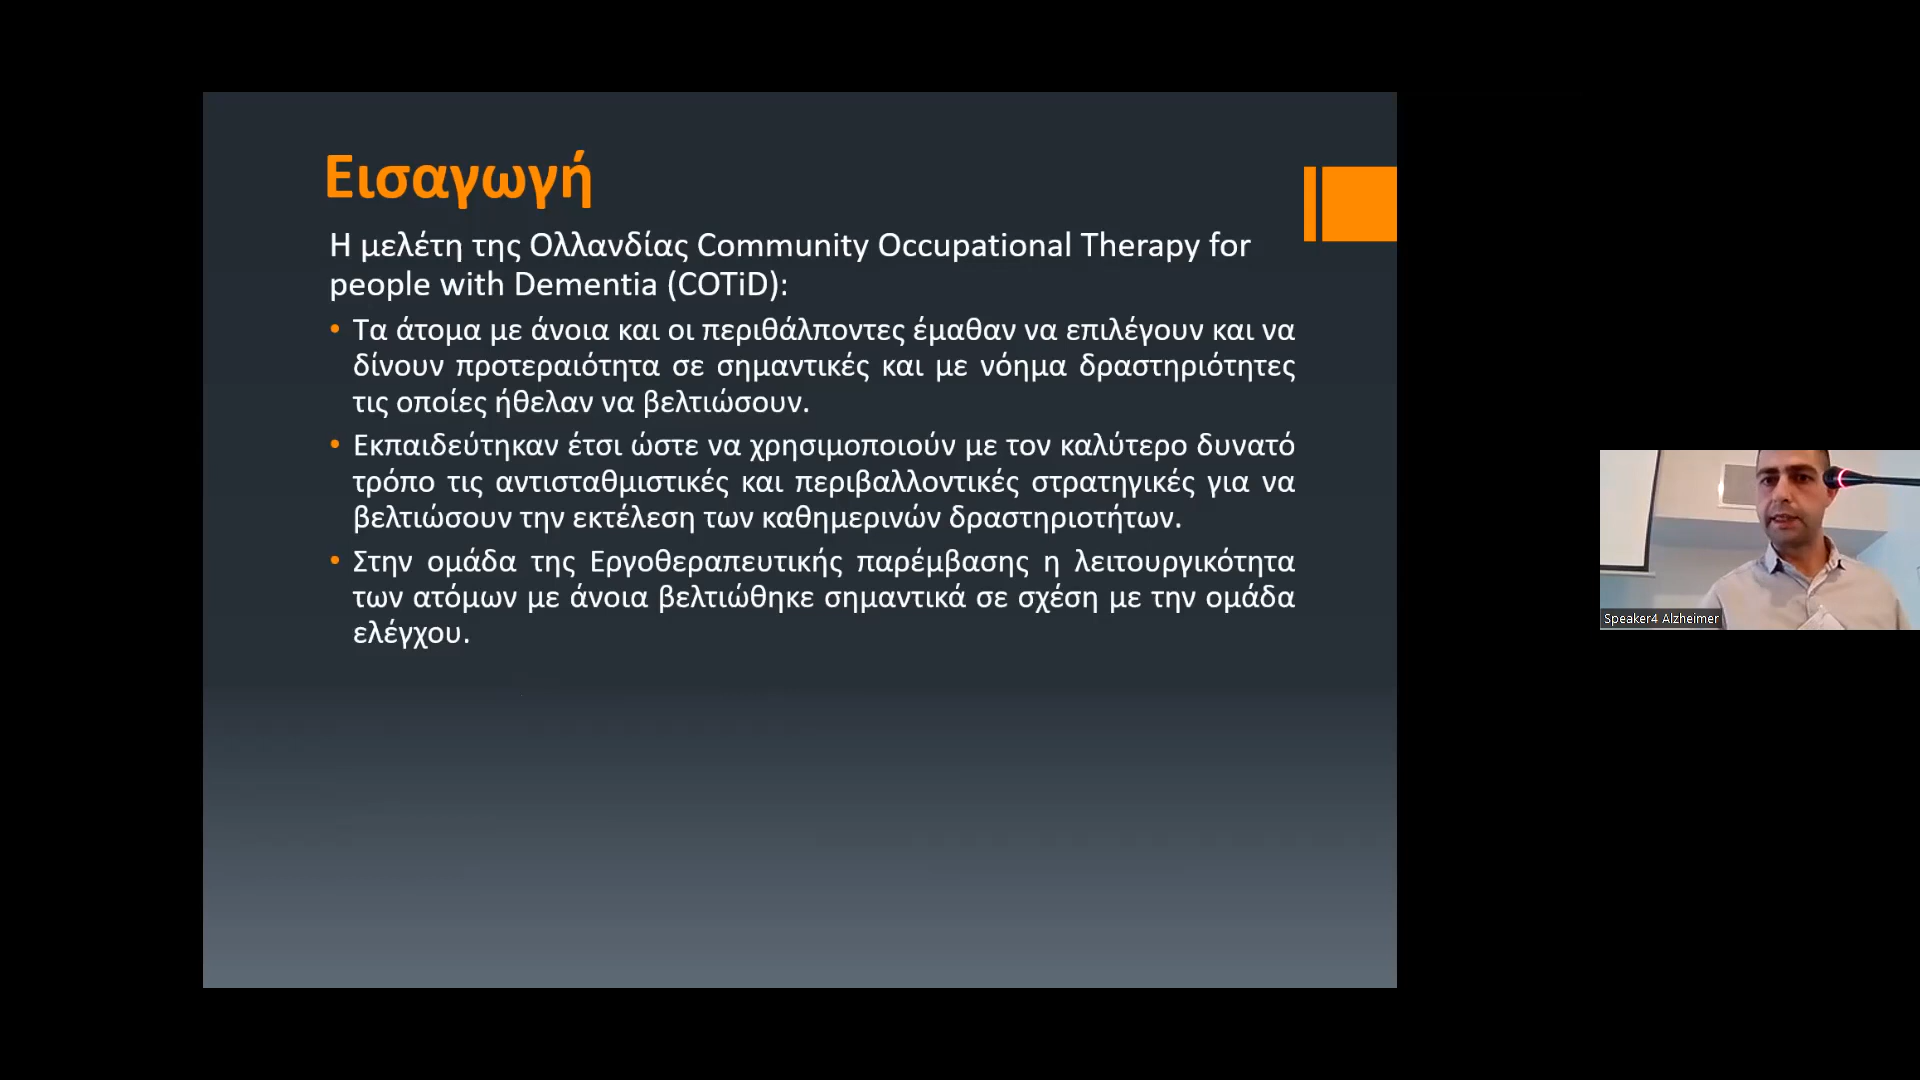 Εισαγωγή
Η μελέτη της Ολλανδίας Community Occupational Therapy for
people with Dementia (COTiD):
• Τα άτομα με άνοια και οι περιθάλποντες έμαθαν να επιλέγουν και να
δίνουν προτεραιότητα σε σημαντικές και με νόημα δραστηριότητες
τις οποίες ήθελαν να βελτιώσουν.
• Εκπαιδεύτηκαν έτσι ώστε να χρησιμοποιούν με τον καλύτερο δυνατό
τρόπο τις αντισταθμιστικές και περιβαλλοντικές στρατηγικές για να
βελτιώσουν την εκτέλεση των καθημερινών δραστηριοτήτων.
• Στην ομάδα της Εργοθεραπευτικής παρέμβασης η λειτουργικότητα
των ατόμων με άνοια βελτιώθηκε σημαντικά σε σχέση με την ομάδα
ελέγχου.
Speaker4 Alzheimer